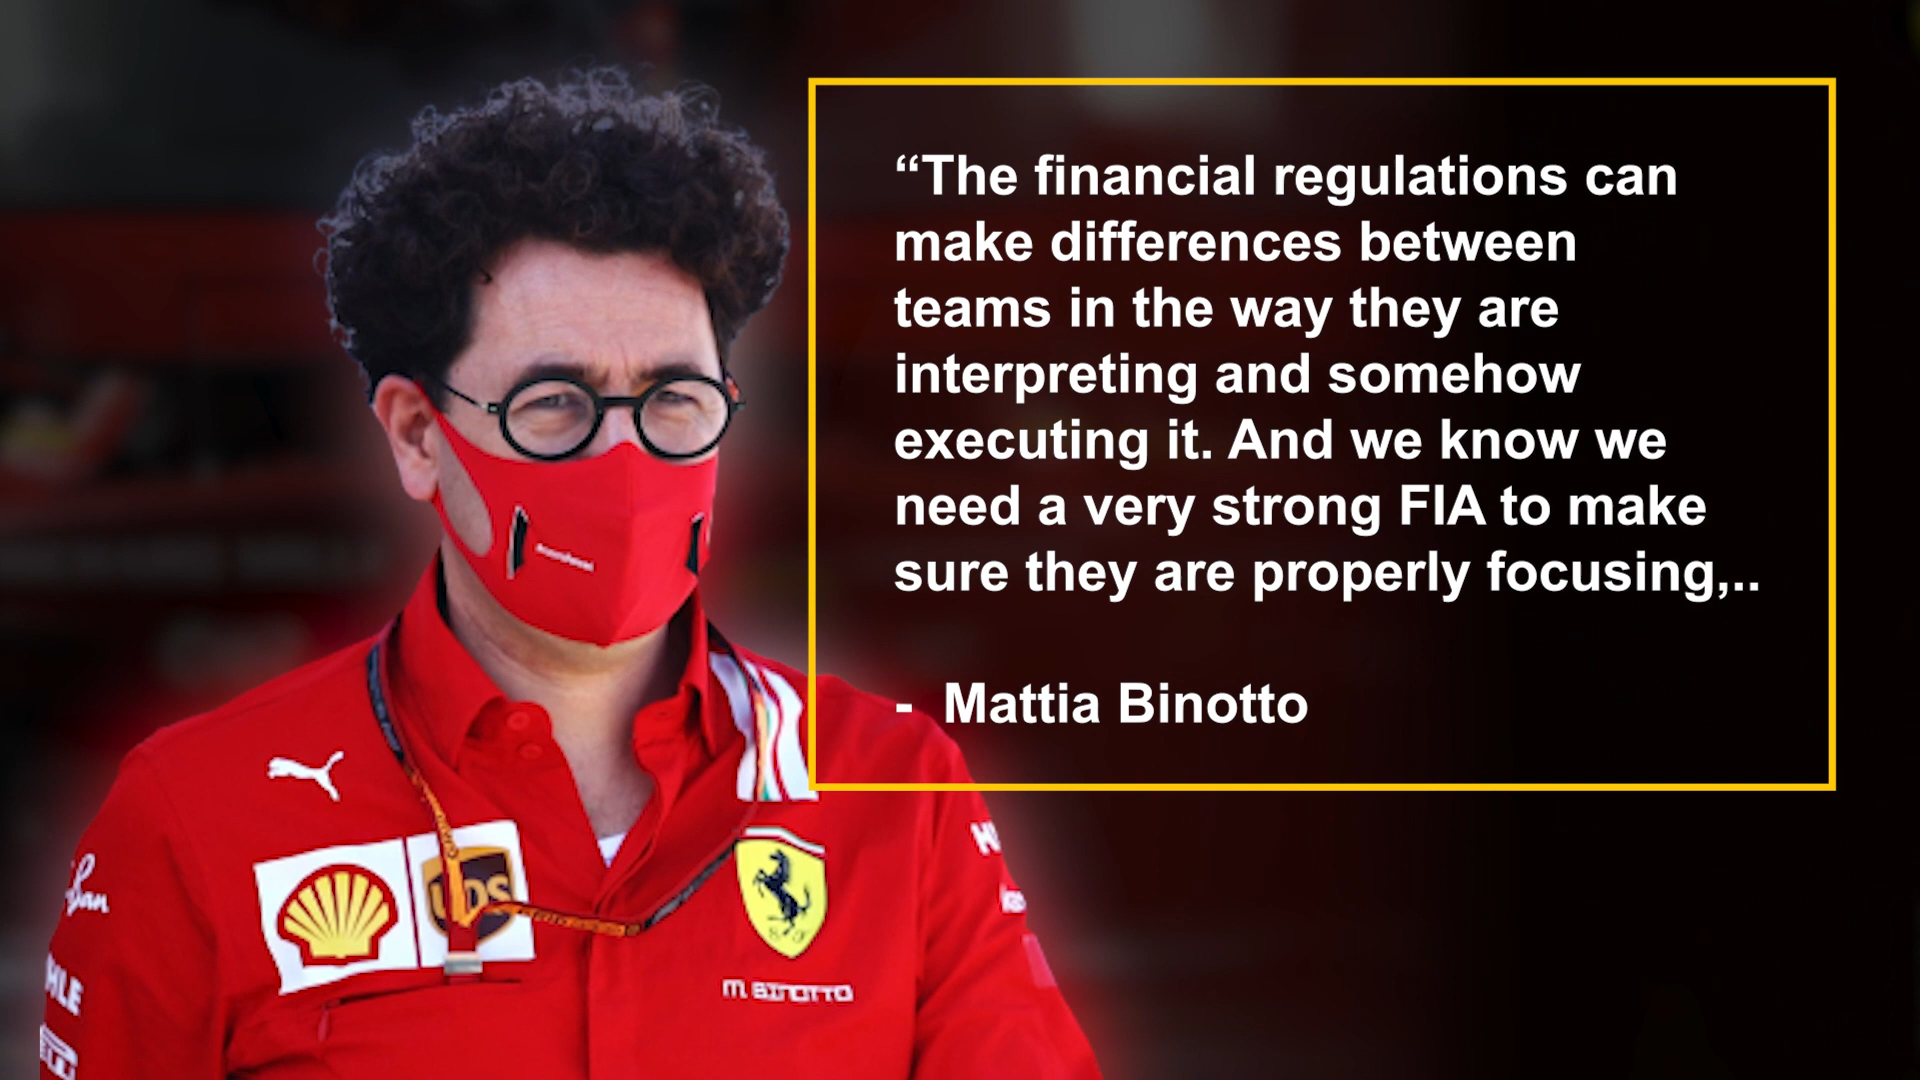 “The financial regulations can
make differences between
teams in the way they are
interpreting and somehow
executing it. And we know we
need a very strong FIA to make
sure they are properly focusing,..
- Mattia Binotto
ups
M. BINOTTO